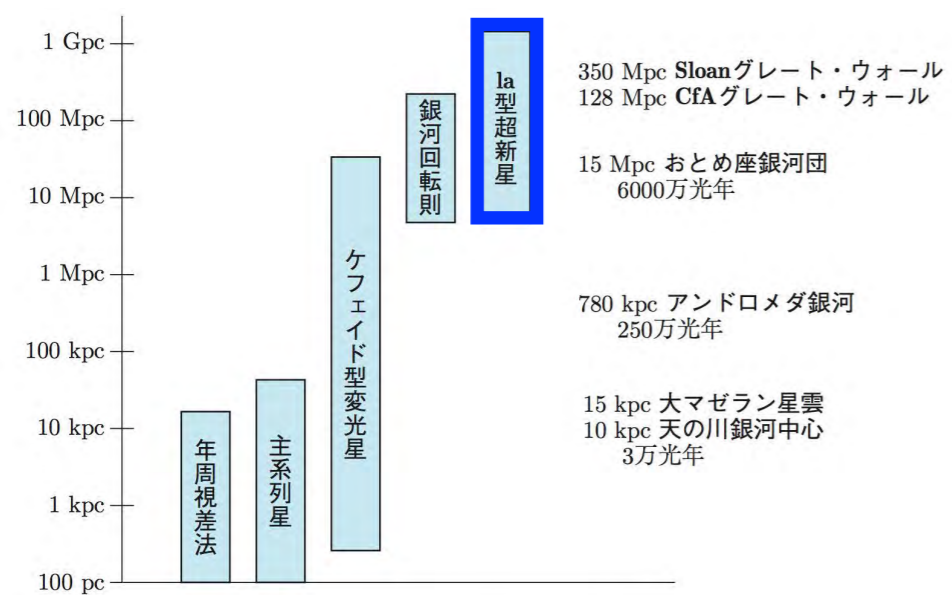 1 Gpc
100 Mpc
10 Mpc
1 Mpc
100 kpc
10 kpc
1 kpc
100 pc
年周視差法
主系列星
ケフェイド型変光星
銀河回転則
la型超新星
350 Mpc Sloanグレート・ウォール
128 Mpc CfAグレート・ウォール
15 Mpc おとめ座銀河団
6000万光年
780 kpc アンドロメダ銀河
250万光年
15 kpc 大マゼラン星雲
10 kpc 天の川銀河中心
3万光年